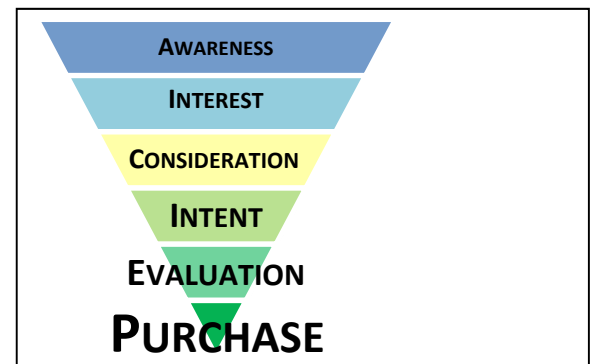 AWARENESS
INTEREST
CONSIDERATION
INTENT
EVALUATION
PURCHASE